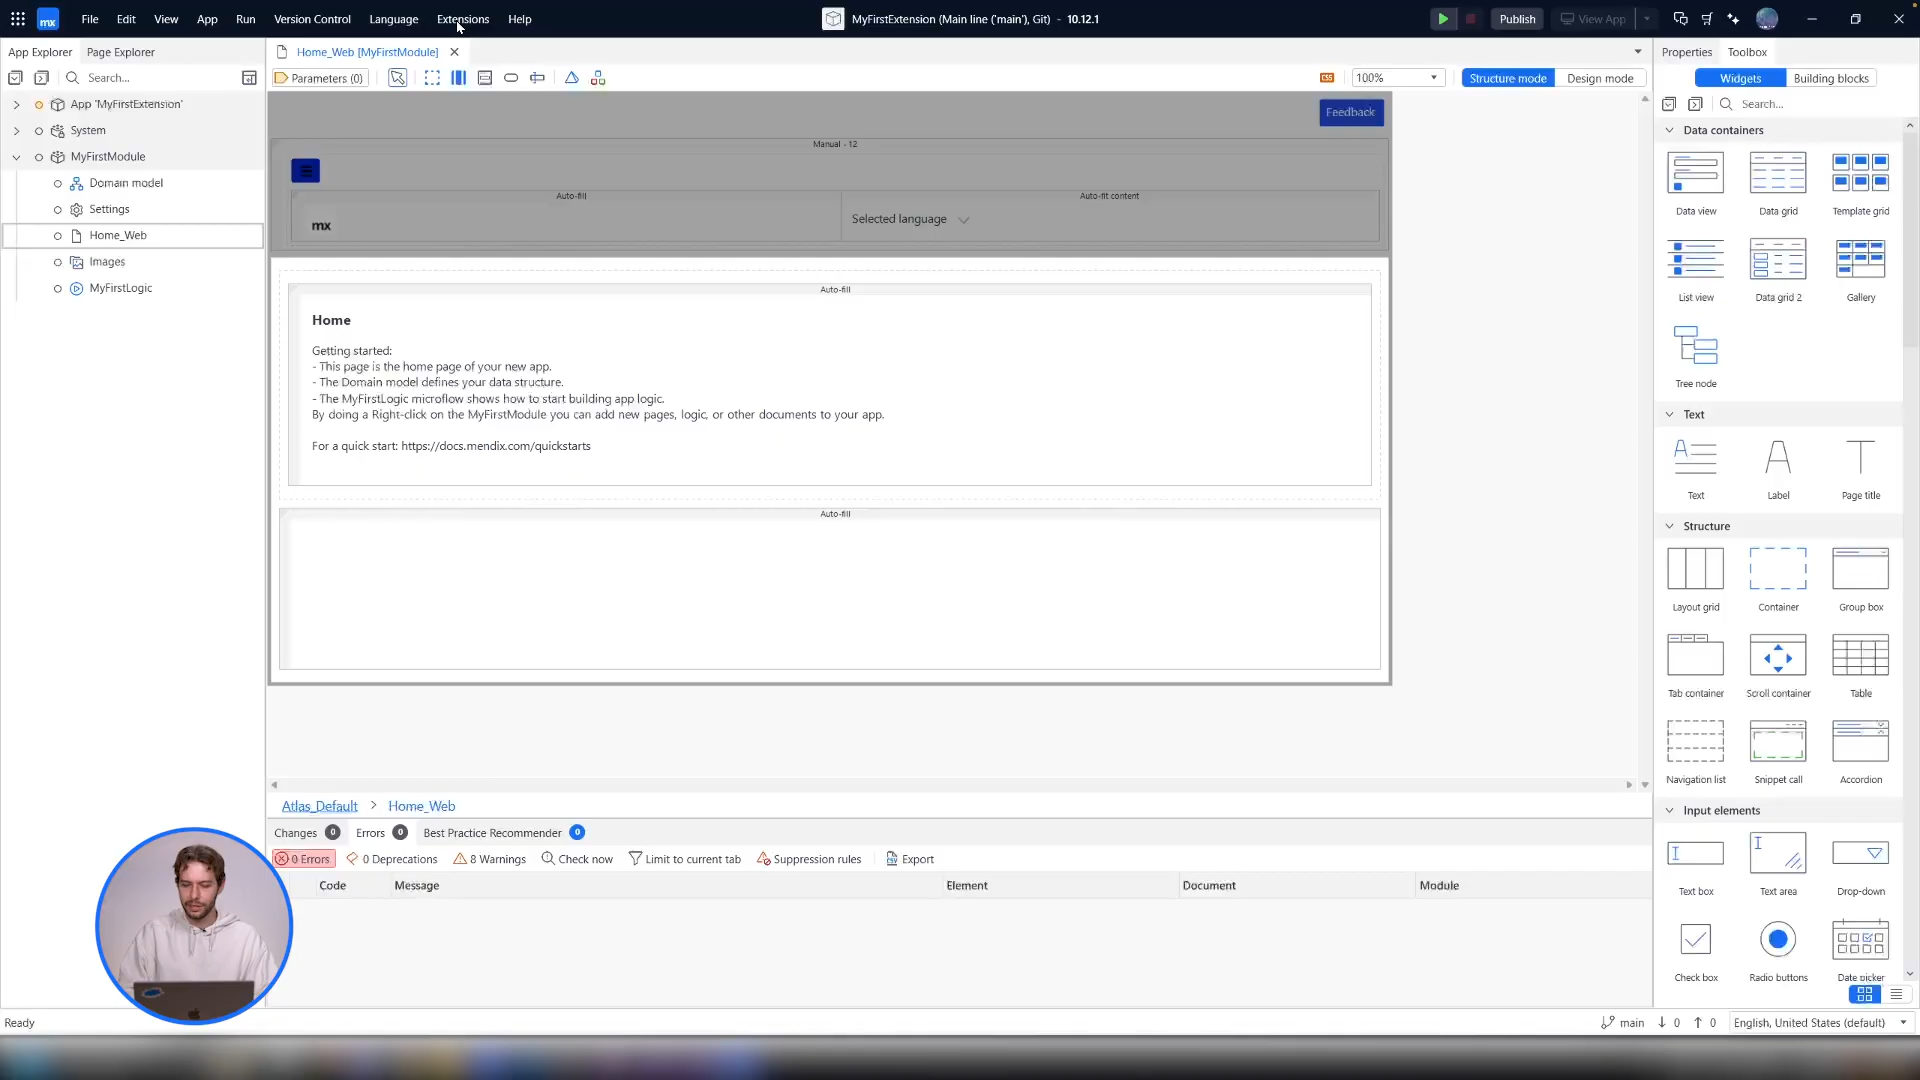 mx File Edit View App Run Version Control Language Extensions Help MyFirstExtension (Main line ('main'), Git) - 10.12.1 Publish View App
App Explorer Page Explorer Home_Web [MyFirstModule] Properties Toolbox
Search... Parameters (0) CSS 100% Structure mode Design mode Widgets Building blocks
App 'MyFirstExtension' Search...
System
MyFirstModule
Domain model
Settings
Home_Web
Images
MyFirstLogic
Feedback
Manual - 12
Auto-fill Auto-fit content
mx Selected language
Auto-fill
Home
Getting started:
- This page is the home page of your new app.
- The Domain model defines your data structure.
- The MyFirstLogic microflow shows how to start building app logic.
By doing a Right-click on the MyFirstModule you can add new pages, logic, or other documents to your app.
For a quick start: https://docs.mendix.com/quickstarts
Auto-fill
Atlas_Default > Home_Web
Changes 0 Errors 0 Best Practice Recommender 0
0 Errors 0 Deprecations 8 Warnings Check now Limit to current tab Suppression rules Export
Code Message Element Document Module
Data containers
Data view Data grid Template grid
List view Data grid 2 Gallery
Tree node
Text
Text Label Page title
Structure
Layout grid Container Group box
Tab container Scroll container Table
Navigation list Snippet call Accordion
Input elements
Text box Text area Drop-down
Check box Radio buttons Date picker
Ready main 0 0 English, United States (default)